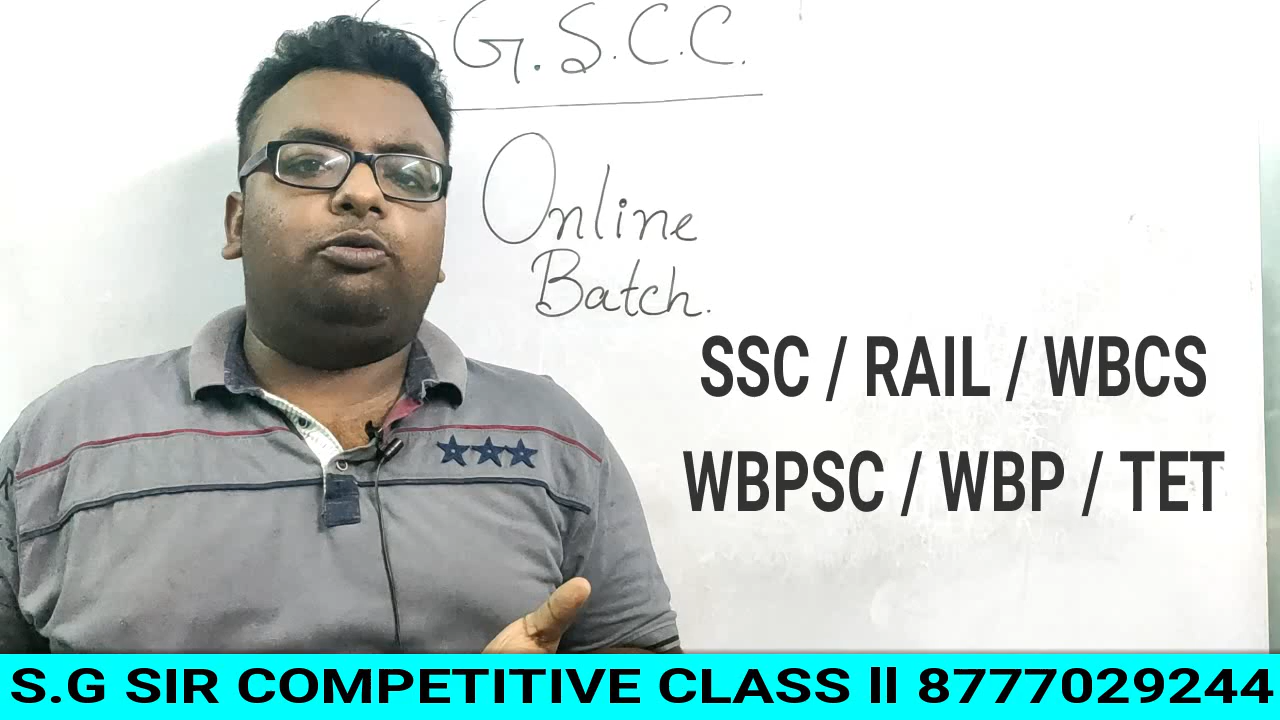 S.G.S.C.C.
Online
Batch.
SSC / RAIL / WBCS
WBPSC / WBP / TET
S.G SIR COMPETITIVE CLASS ll 8777029244